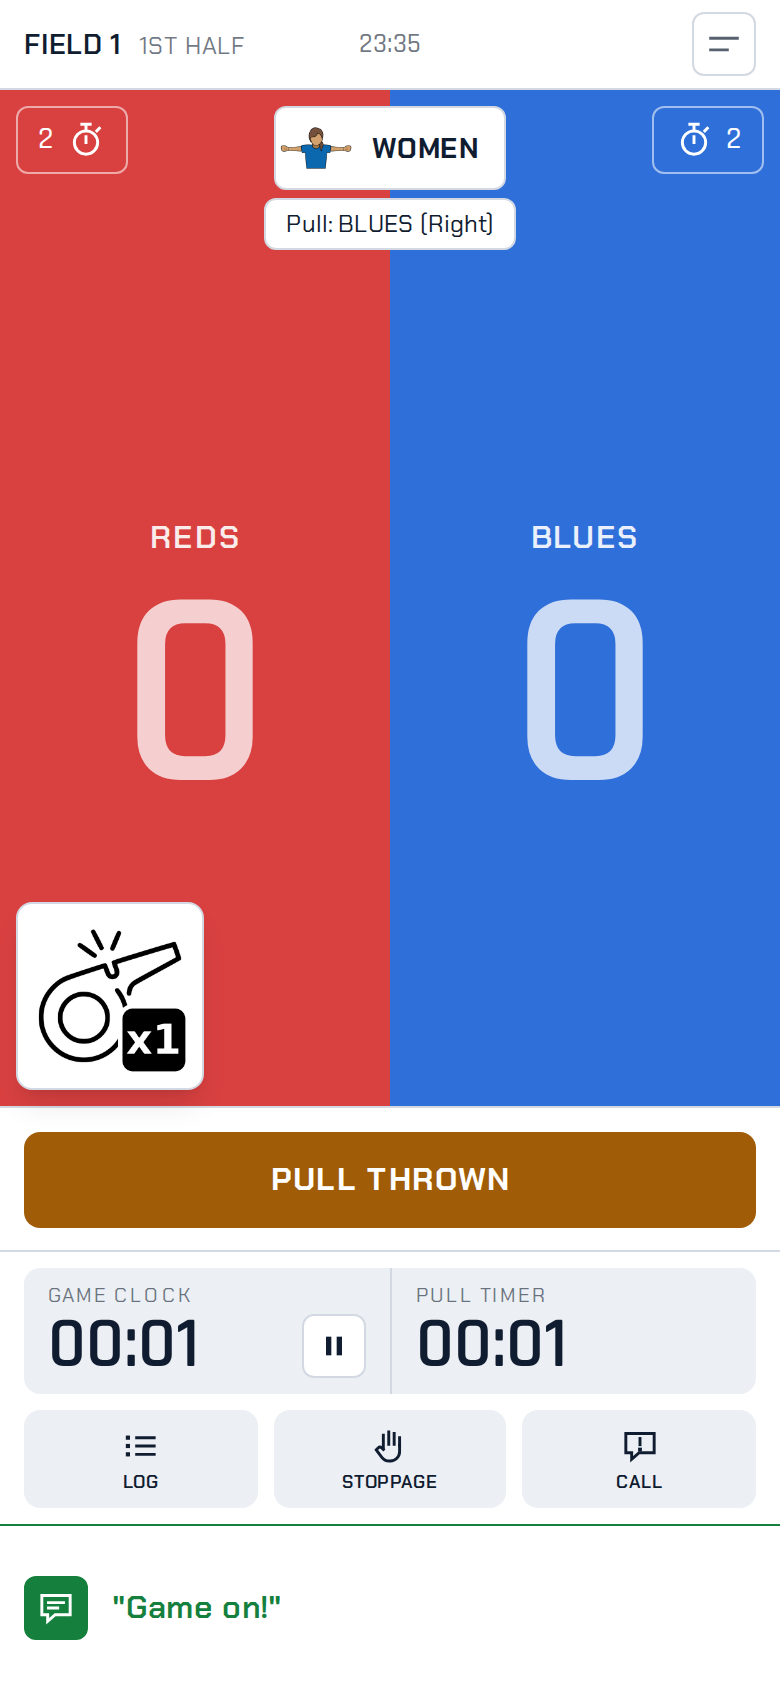 FIELD 1 1ST HALF 23:35
2 WOMEN 2
Pull: BLUES (Right)
REDS BLUES
0 0
x1
PULL THROWN
GAME CLOCK PULL TIMER
00:01 00:01
LOG STOPPAGE CALL
"Game on!"